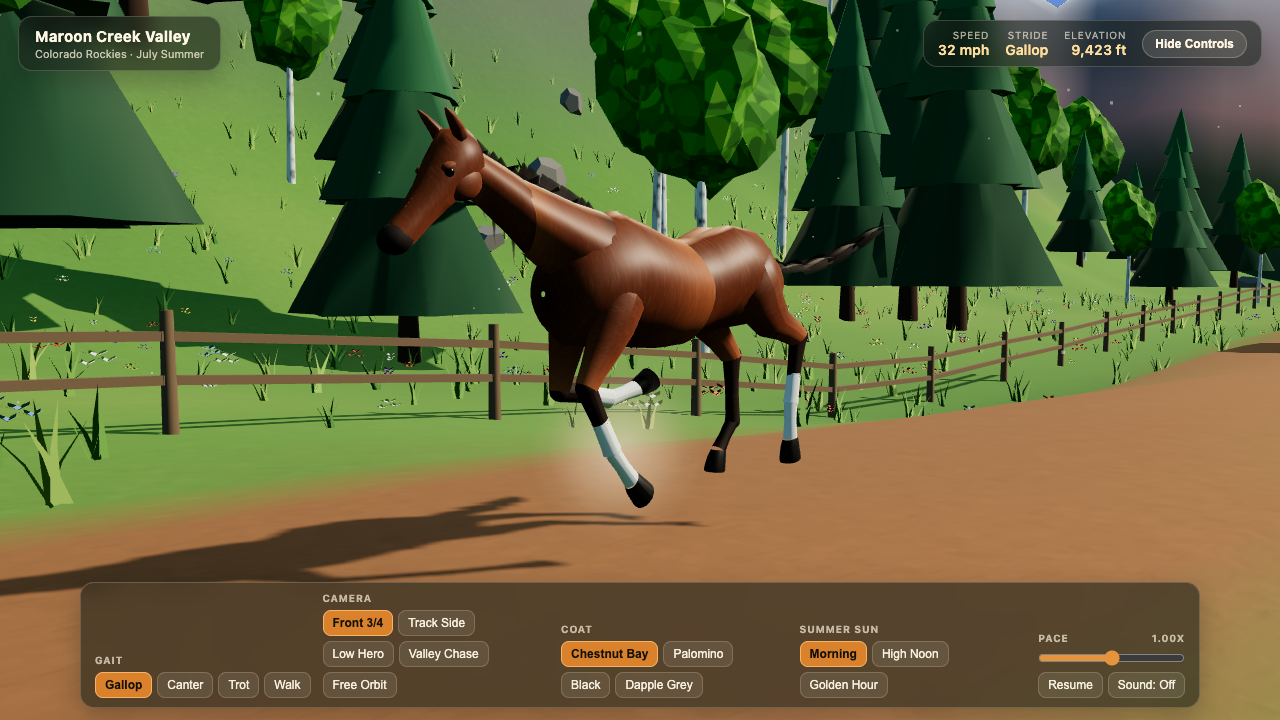 Maroon Creek Valley
Colorado Rockies · July Summer
SPEED STRIDE ELEVATION
32 mph Gallop 9,423 ft
Hide Controls
GAIT
Gallop Canter Trot Walk
CAMERA
Front 3/4 Track Side
Low Hero Valley Chase
Free Orbit
COAT
Chestnut Bay Palomino
Black Dapple Grey
SUMMER SUN
Morning High Noon
Golden Hour
PACE 1.00X
Resume Sound: Off